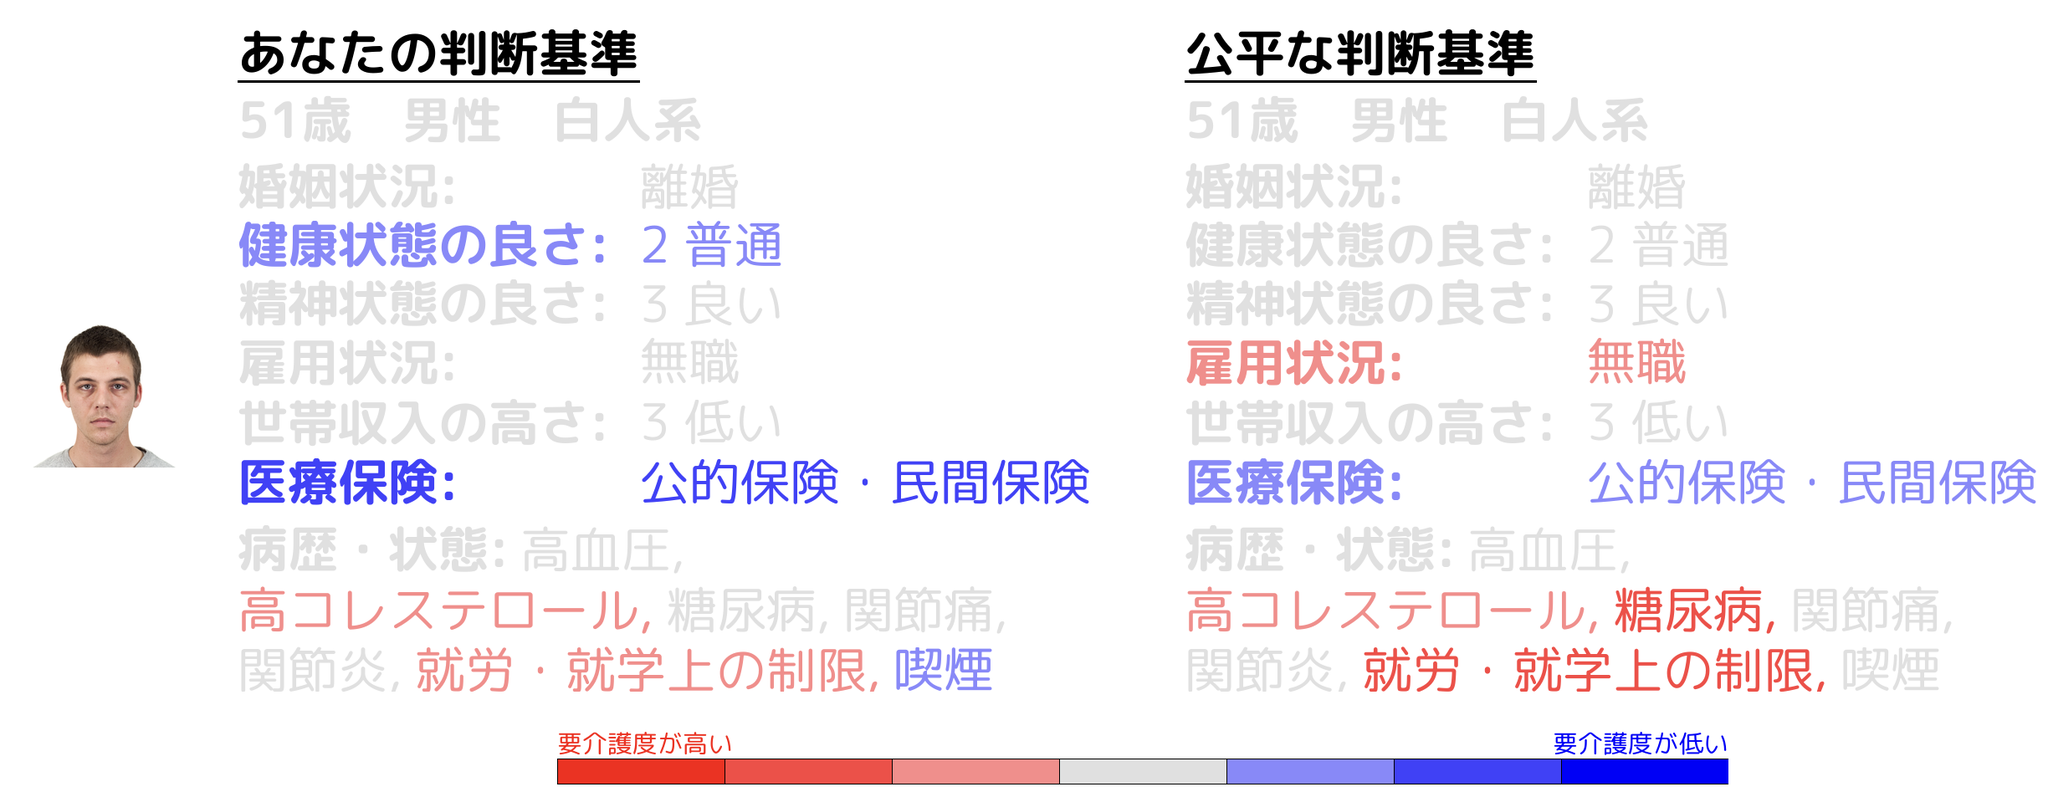 あなたの判断基準
51歳 男性 白人系
婚姻状況: 離婚
健康状態の良さ: 2 普通
精神状態の良さ: 3 良い
雇用状況: 無職
世帯収入の高さ: 3 低い
医療保険: 公的保険・民間保険
病歴・状態: 高血圧,
高コレステロール, 糖尿病, 関節痛,
関節炎, 就労・就学上の制限, 喫煙
公平な判断基準
51歳 男性 白人系
婚姻状況: 離婚
健康状態の良さ: 2 普通
精神状態の良さ: 3 良い
雇用状況: 無職
世帯収入の高さ: 3 低い
医療保険: 公的保険・民間保険
病歴・状態: 高血圧,
高コレステロール, 糖尿病, 関節痛,
関節炎, 就労・就学上の制限, 喫煙
要介護度が高い
要介護度が低い